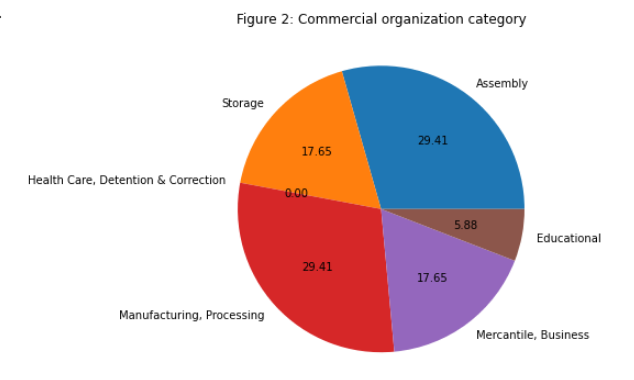 Figure 2: Commercial organization category
Assembly
Storage
29.41
17.65
Health Care, Detention & Correction
0.00
5.88
Educational
29.41
17.65
Manufacturing, Processing
Mercantile, Business